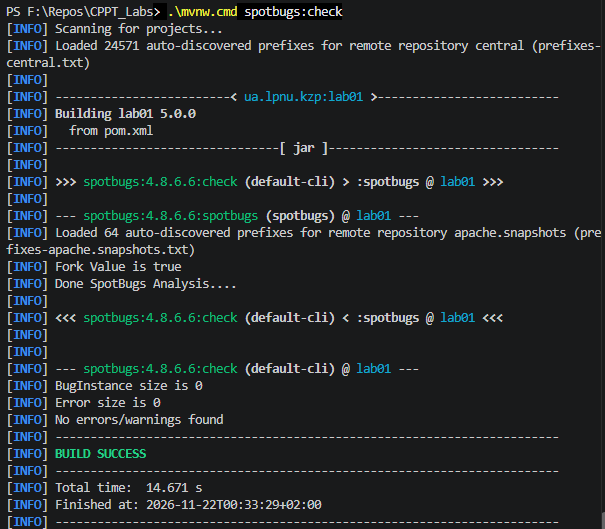 PS F:\Repos\CPPT_Labs> .\mvnw.cmd spotbugs:check
[INFO] Scanning for projects...
[INFO] Loaded 24571 auto-discovered prefixes for remote repository central (prefixes-
central.txt)
[INFO]
[INFO] -------------------------< ua.lpnu.kzp:lab01 >--------------------------
[INFO] Building lab01 5.0.0
[INFO]   from pom.xml
[INFO] --------------------------------[ jar ]---------------------------------
[INFO]
[INFO] >>> spotbugs:4.8.6.6:check (default-cli) > :spotbugs @ lab01 >>>
[INFO]
[INFO] --- spotbugs:4.8.6.6:spotbugs (spotbugs) @ lab01 ---
[INFO] Loaded 64 auto-discovered prefixes for remote repository apache.snapshots (pre
fixes-apache.snapshots.txt)
[INFO] Fork Value is true
[INFO] Done SpotBugs Analysis....
[INFO]
[INFO] <<< spotbugs:4.8.6.6:check (default-cli) < :spotbugs @ lab01 <<<
[INFO]
[INFO]
[INFO] --- spotbugs:4.8.6.6:check (default-cli) @ lab01 ---
[INFO] BugInstance size is 0
[INFO] Error size is 0
[INFO] No errors/warnings found
[INFO] ------------------------------------------------------------------------
[INFO] BUILD SUCCESS
[INFO] ------------------------------------------------------------------------
[INFO] Total time:  14.671 s
[INFO] Finished at: 2026-11-22T00:33:29+02:00
[INFO] ------------------------------------------------------------------------